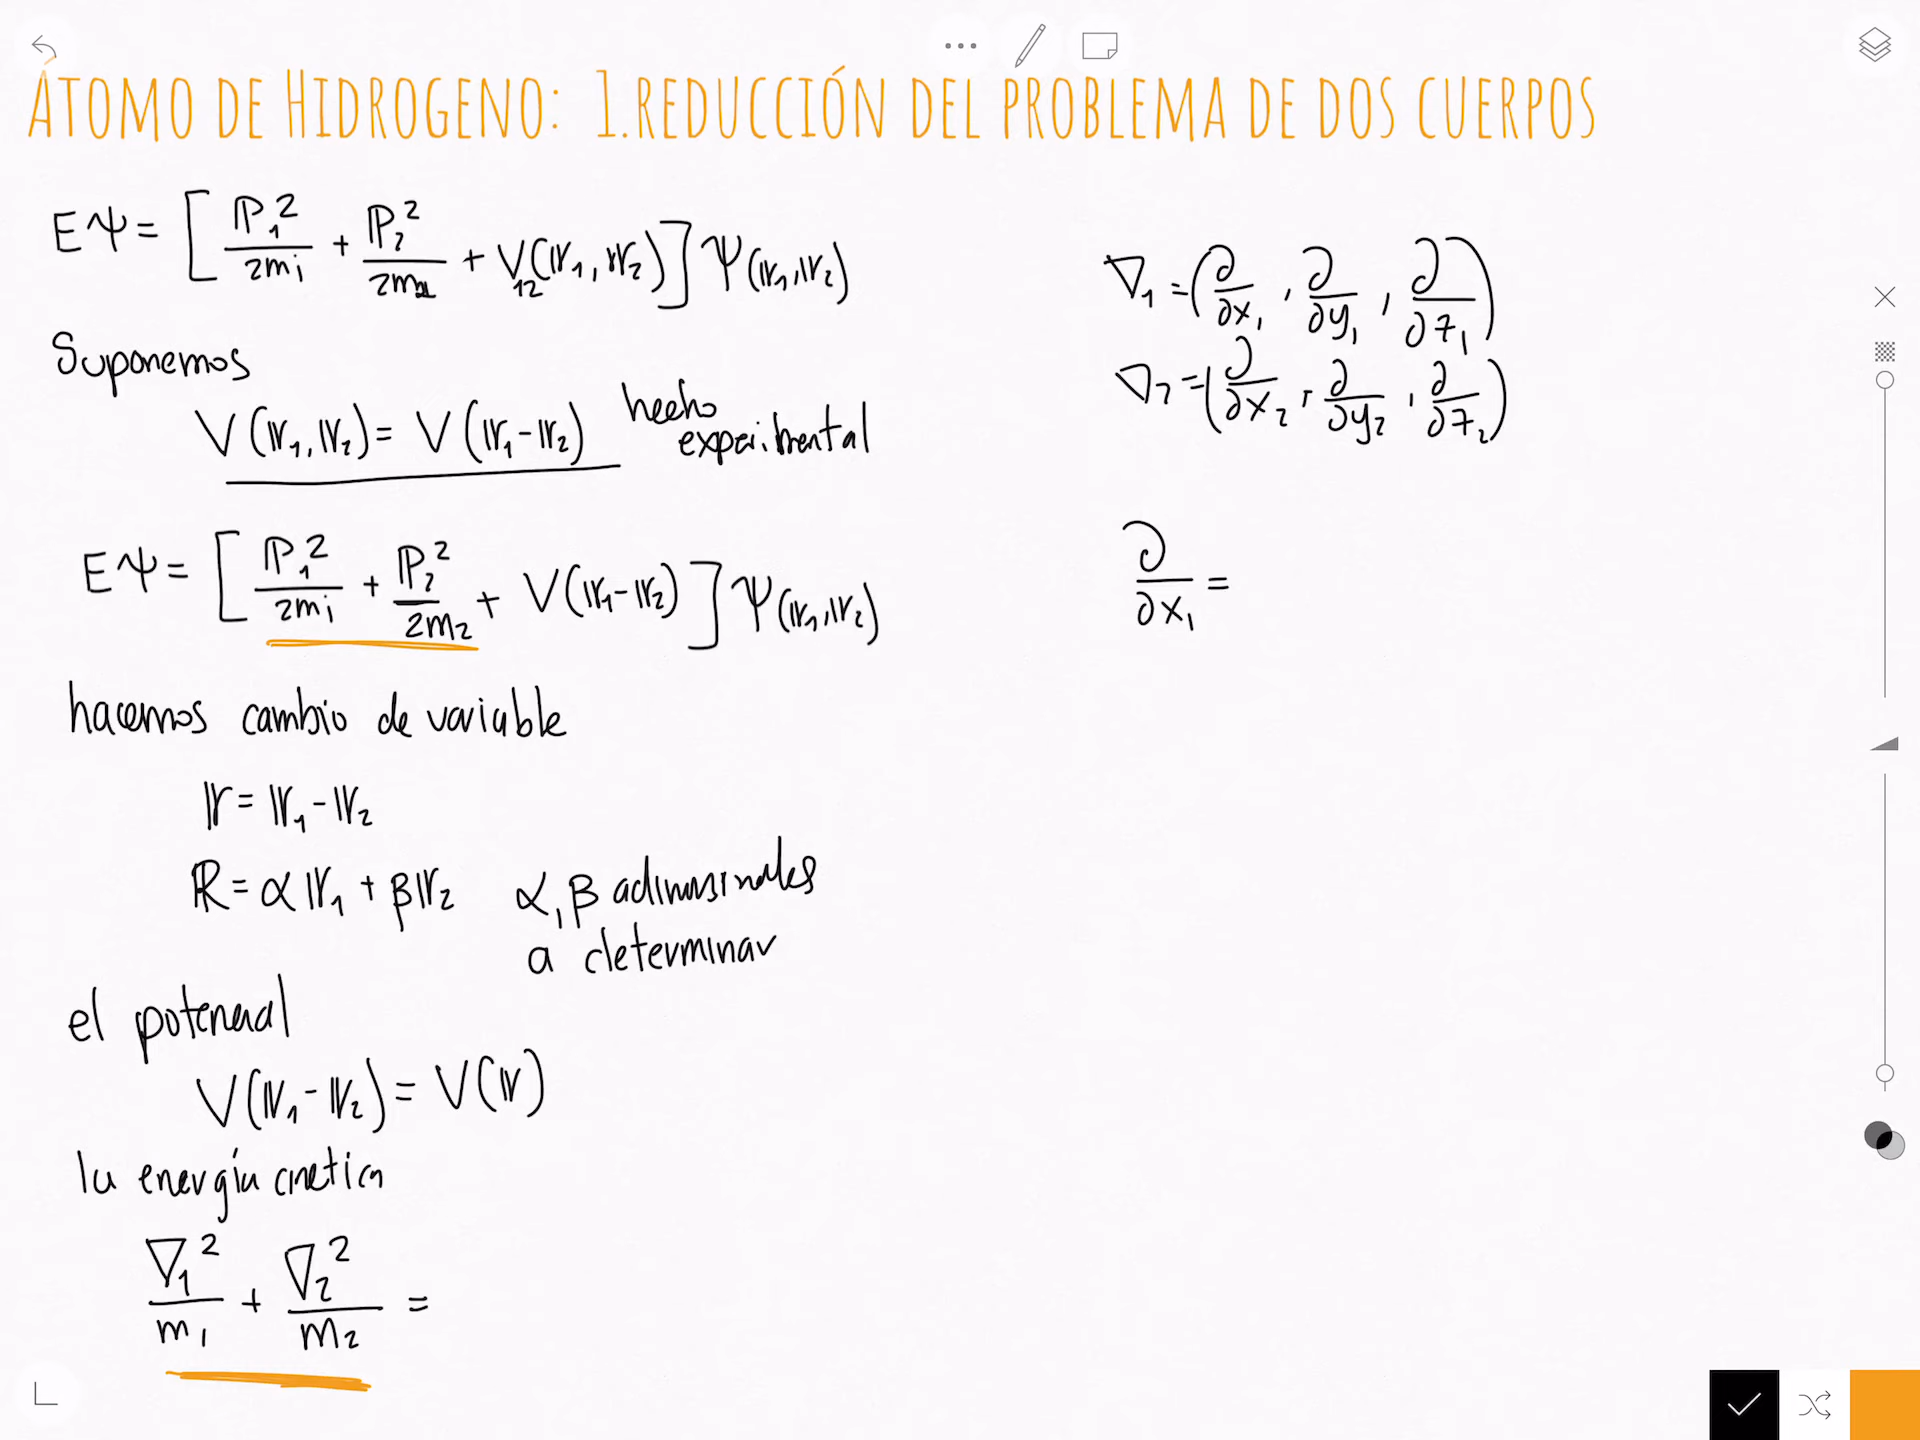 ÁTOMO DE HIDROGENO: 1. REDUCCIÓN DEL PROBLEMA DE DOS CUERPOS
EΨ = [ ℙ₁²/2m₁ + ℙ₂²/2m₂ + V₁₂(𝕣₁, 𝕣₂) ] Ψ(𝕣₁, 𝕣₂)
Suponemos
V(𝕣₁, 𝕣₂) = V(𝕣₁ - 𝕣₂) hecho experimental
EΨ = [ ℙ₁²/2m₁ + ℙ₂²/2m₂ + V(𝕣₁ - 𝕣₂) ] Ψ(𝕣₁, 𝕣₂)
hacemos cambio de variable
𝕣 = 𝕣₁ - 𝕣₂
ℝ = α𝕣₁ + β𝕣₂ α, β adimensinales
a determinar
el potencial
V(𝕣₁ - 𝕣₂) = V(𝕣)
la energía cinetica
∇₁²/m₁ + ∇₂²/m₂ =
∇₁ = (∂/∂x₁, ∂/∂y₁, ∂/∂z₁)
∇₂ = (∂/∂x₂, ∂/∂y₂, ∂/∂z₂)
∂/∂x₁ =